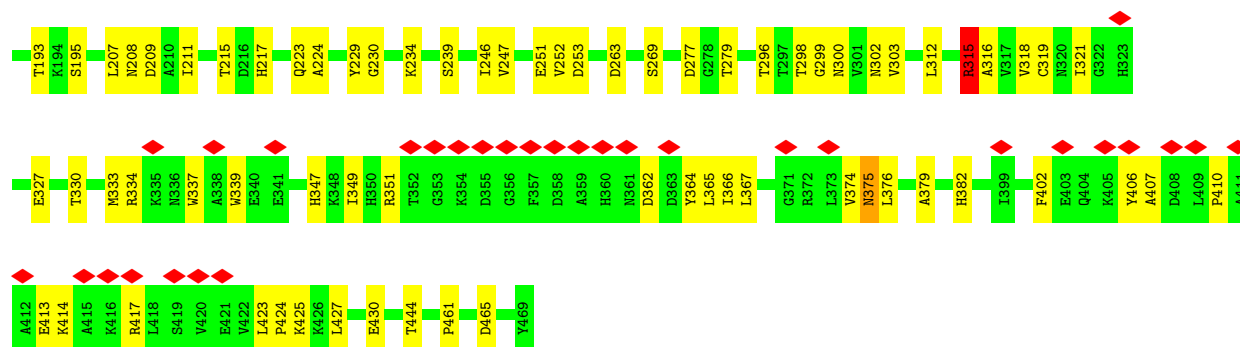 T193 K194 S195 L207 N208 D209 A210 I211 T215 D216 H217 Q223 A224 Y229 G230 K234 S239 I246 V247 E251 V252 D253 D263 S269 D277 G278 T279 T296 T297 T298 G299 N300 V301 N302 V303 L312 R315 A316 V317 V318 C319 N320 I321 G322 H323
E327 T330 M333 R334 K335 N336 W337 A338 W339 E340 E341 H347 K348 I349 H350 R351 T352 G353 K354 D355 G356 F357 D358 A359 H360 N361 D362 D363 Y364 L365 I366 L367 G371 R372 L373 V374 N375 L376 A379 H382 I399 F402 E403 Q404 K405 Y406 A407 D408 L409 P410 A411
A412 E413 K414 A415 K416 R417 L418 S419 V420 E421 V422 L423 P424 K425 K426 L427 E430 T444 P461 D465 Y469